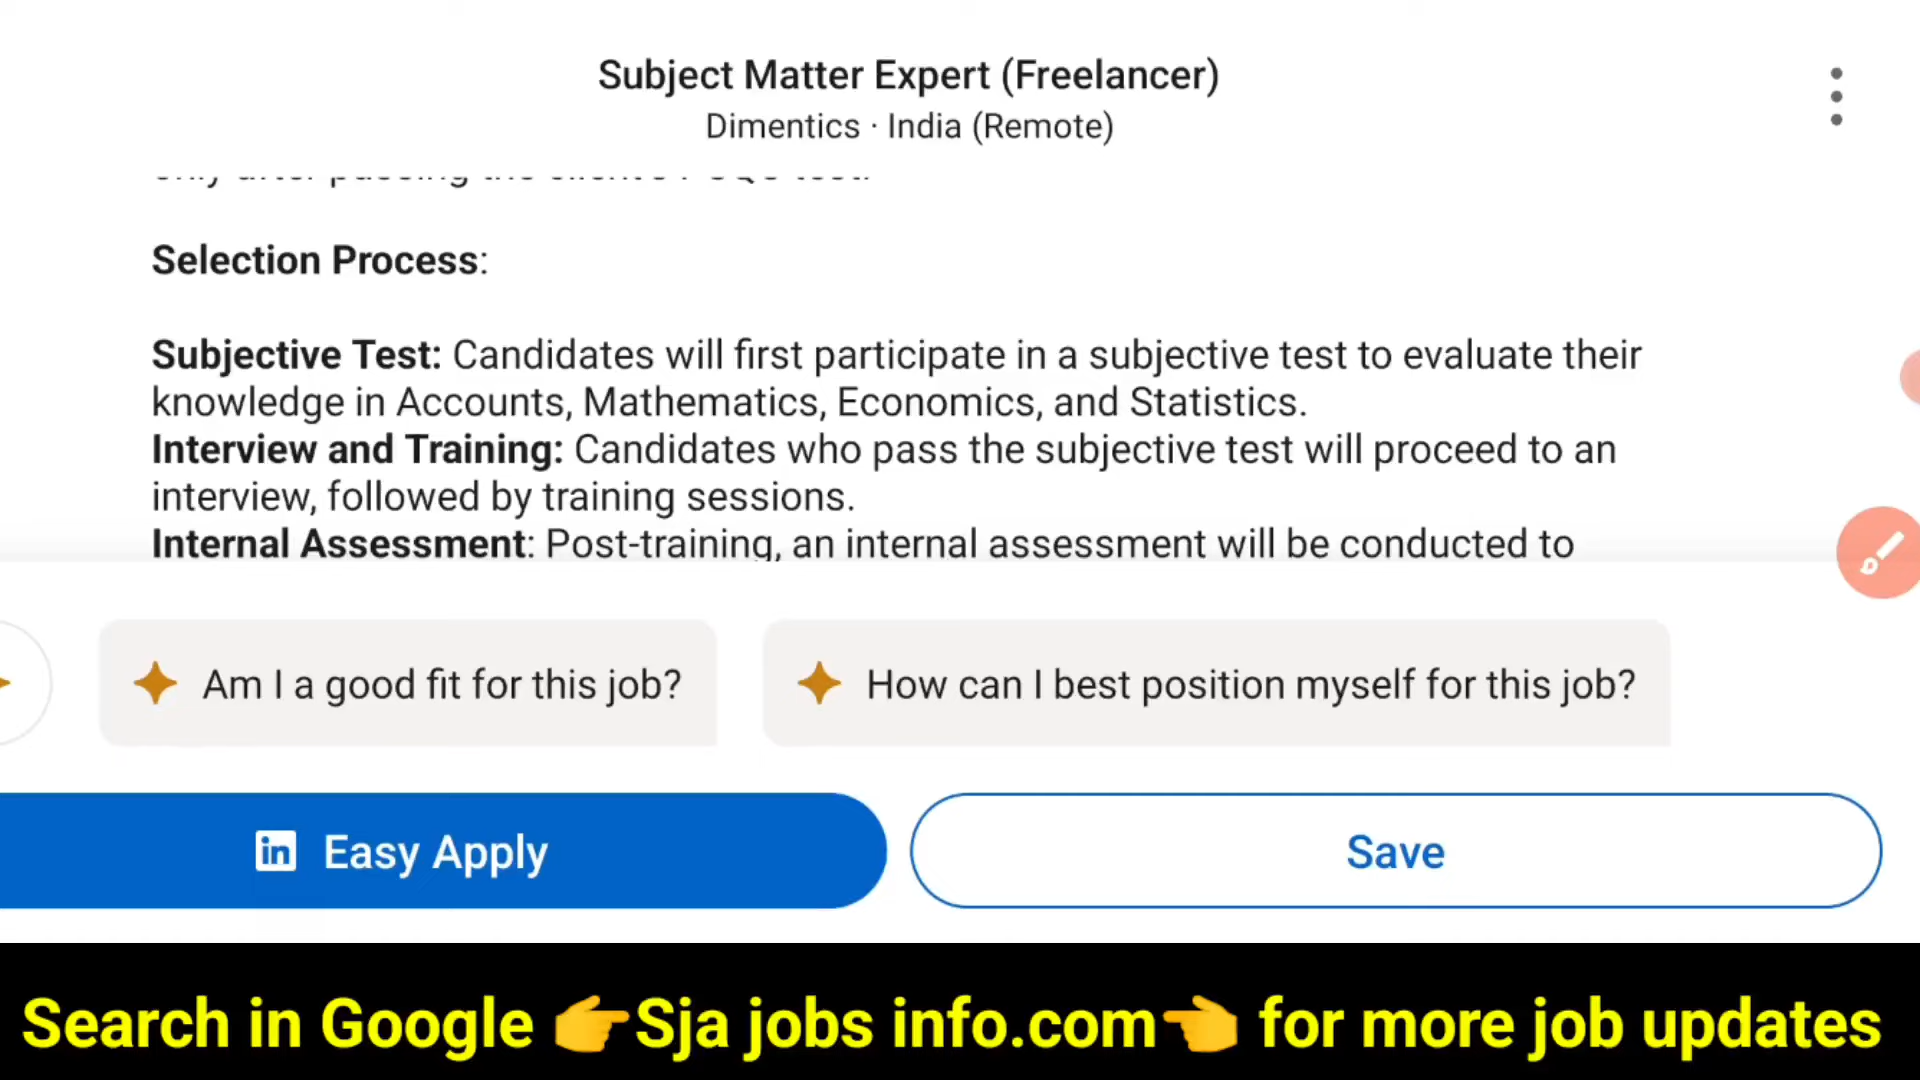 Subject Matter Expert (Freelancer)
Dimentics · India (Remote)
Selection Process:
Subjective Test: Candidates will first participate in a subjective test to evaluate their
knowledge in Accounts, Mathematics, Economics, and Statistics.
Interview and Training: Candidates who pass the subjective test will proceed to an
interview, followed by training sessions.
Internal Assessment: Post-training, an internal assessment will be conducted to
Am I a good fit for this job?
How can I best position myself for this job?
in Easy Apply
Save
Search in Google 👉Sja jobs info.com👈 for more job updates